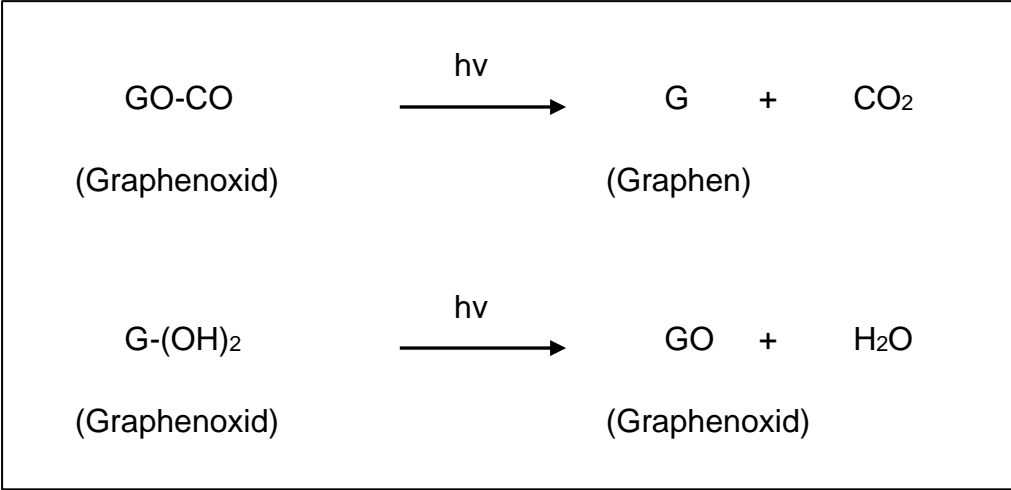 hv
GO-CO G + CO2
(Graphenoxid) (Graphen)
hv
G-(OH)2 GO + H2O
(Graphenoxid) (Graphenoxid)